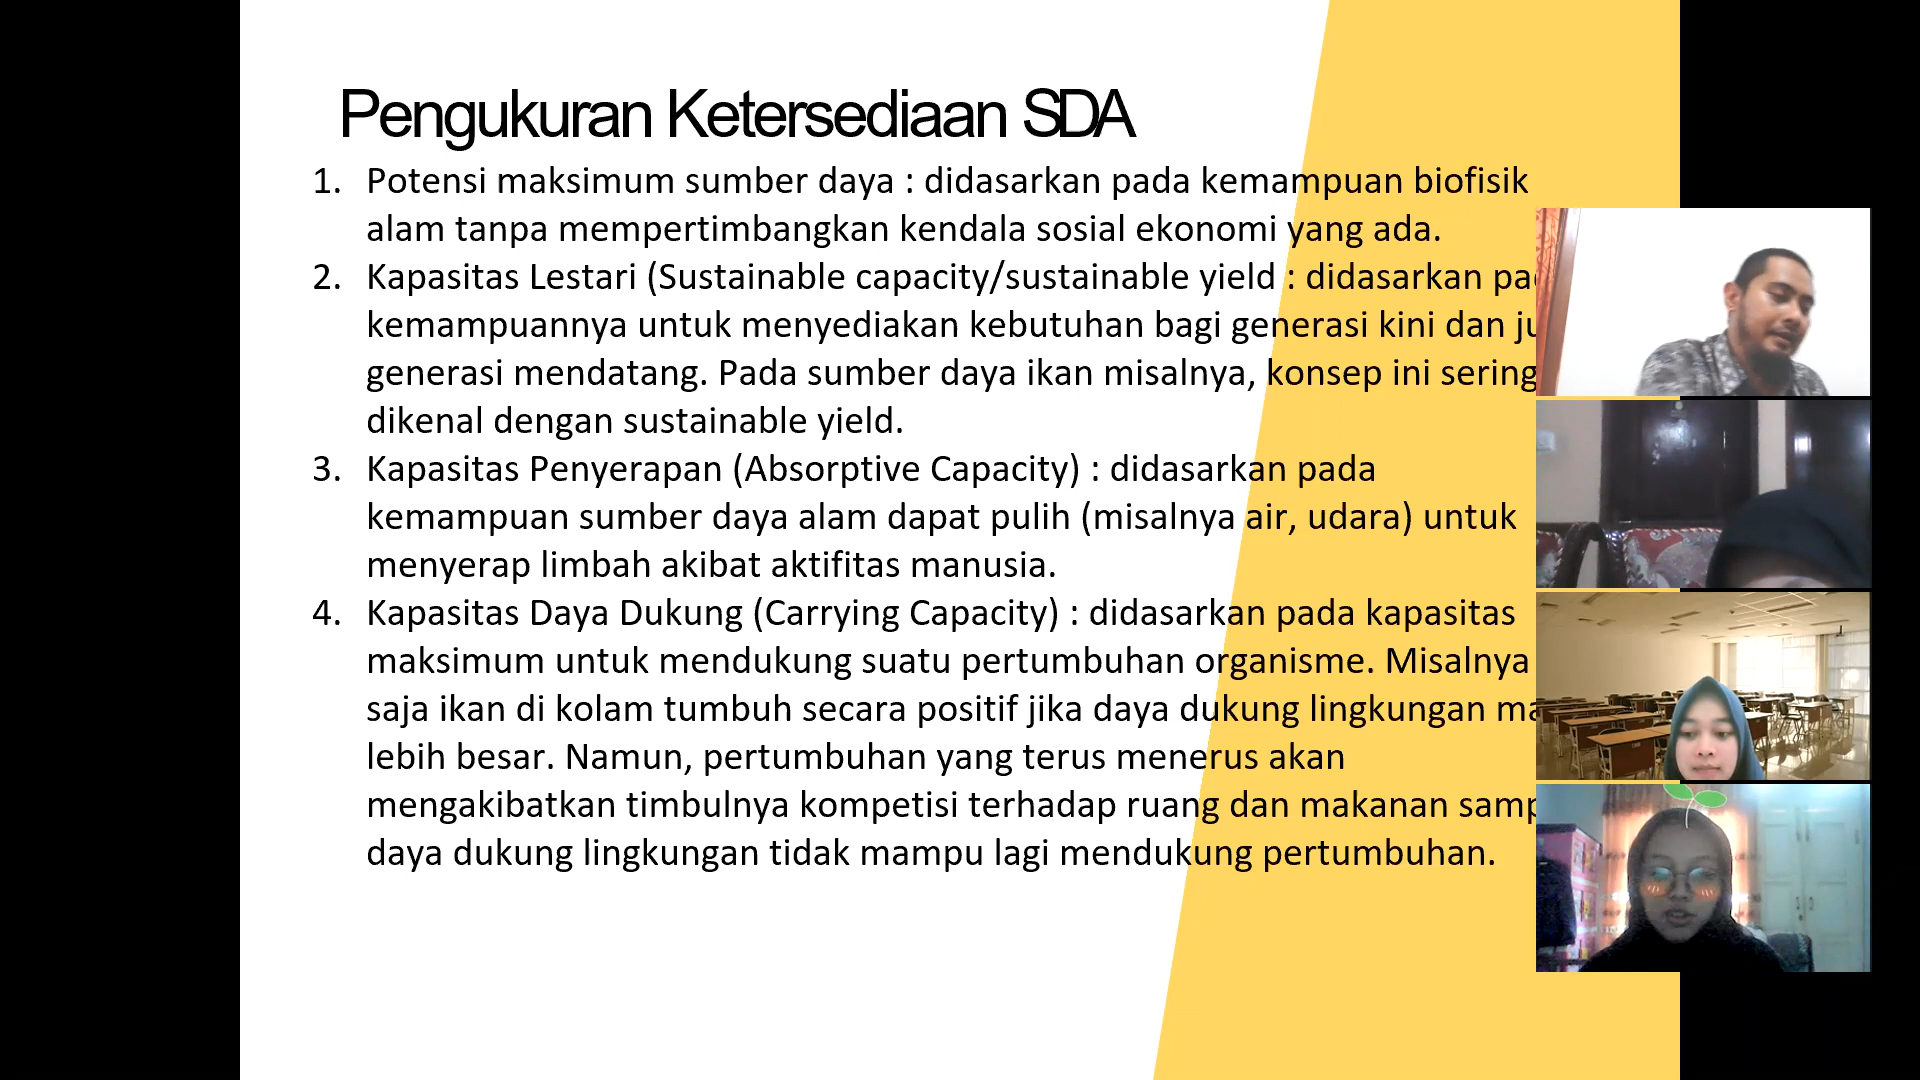 Pengukuran Ketersediaan SDA
1. Potensi maksimum sumber daya : didasarkan pada kemampuan biofisik
alam tanpa mempertimbangkan kendala sosial ekonomi yang ada.
2. Kapasitas Lestari (Sustainable capacity/sustainable yield : didasarkan
kemampuannya untuk menyediakan kebutuhan bagi generasi kini dan
generasi mendatang. Pada sumber daya ikan misalnya, konsep ini sering
dikenal dengan sustainable yield.
3. Kapasitas Penyerapan (Absorptive Capacity) : didasarkan pada
kemampuan sumber daya alam dapat pulih (misalnya air, udara) untuk
menyerap limbah akibat aktifitas manusia.
4. Kapasitas Daya Dukung (Carrying Capacity) : didasarkan pada kapasitas
maksimum untuk mendukung suatu pertumbuhan organisme. Misalnya
saja ikan di kolam tumbuh secara positif jika daya dukung lingkungan
lebih besar. Namun, pertumbuhan yang terus menerus akan
mengakibatkan timbulnya kompetisi terhadap ruang dan makanan
daya dukung lingkungan tidak mampu lagi mendukung pertumbuhan.